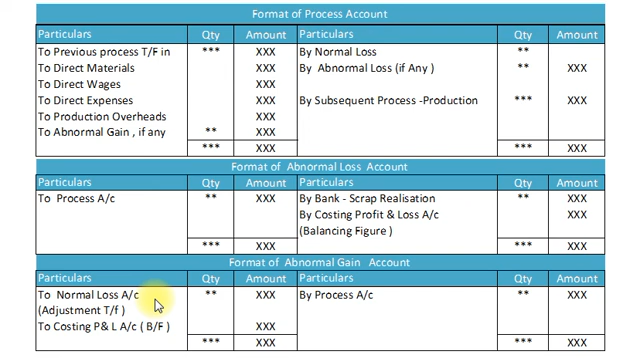 Format of Process Account
Particulars Qty Amount Particulars Qty Amount
To Previous process T/F in *** XXX By Normal Loss **
To Direct Materials XXX By Abnormal Loss (if Any ) ** XXX
To Direct Wages XXX
To Direct Expenses XXX By Subsequent Process -Production *** XXX
To Production Overheads XXX
To Abnormal Gain , if any ** XXX
*** XXX *** XXX
Format of Abnormal Loss Account
Particulars Qty Amount Particulars Qty Amount
To Process A/c ** XXX By Bank - Scrap Realisation ** XXX
By Costing Profit & Loss A/c XXX
(Balancing Figure )
*** XXX *** XXX
Format of Abnormal Gain Account
Particulars Qty Amount Particulars Qty Amount
To Normal Loss A/c ** XXX By Process A/c ** XXX
(Adjustment T/f )
To Costing P& L A/c ( B/F ) XXX
*** XXX *** XXX